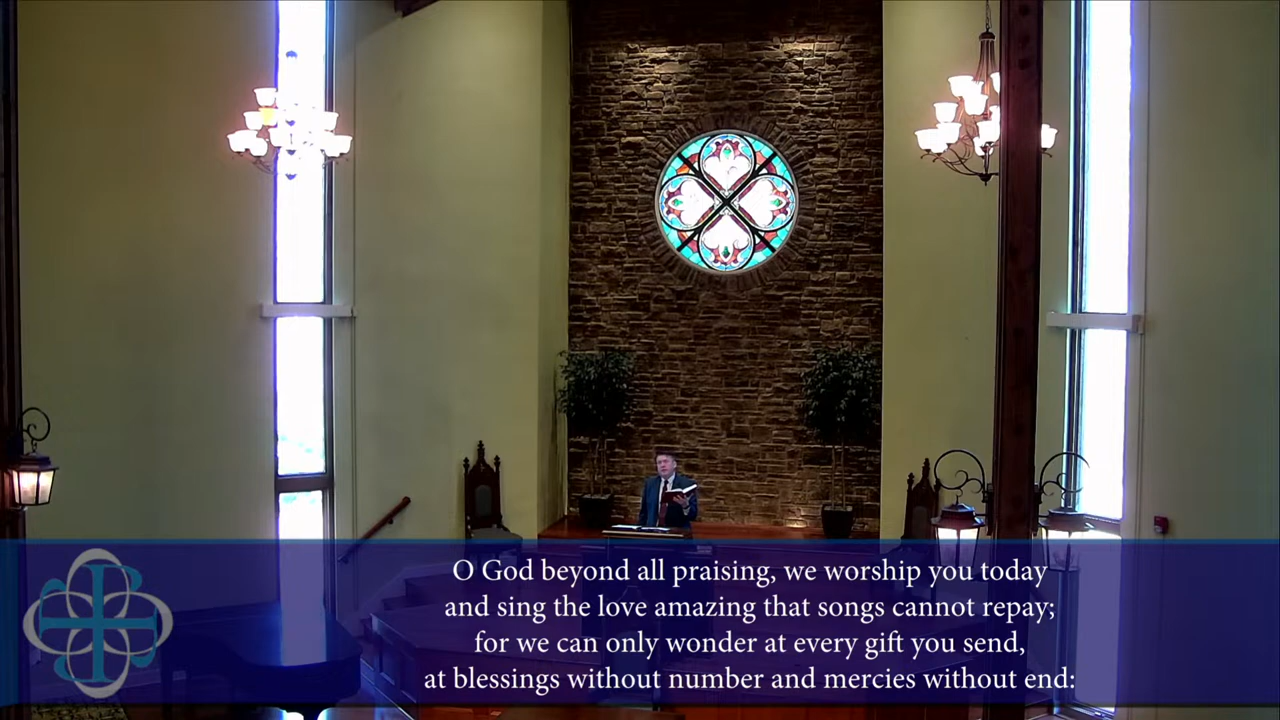 O God beyond all praising, we worship you today
and sing the love amazing that songs cannot repay;
for we can only wonder at every gift you send,
at blessings without number and mercies without end: